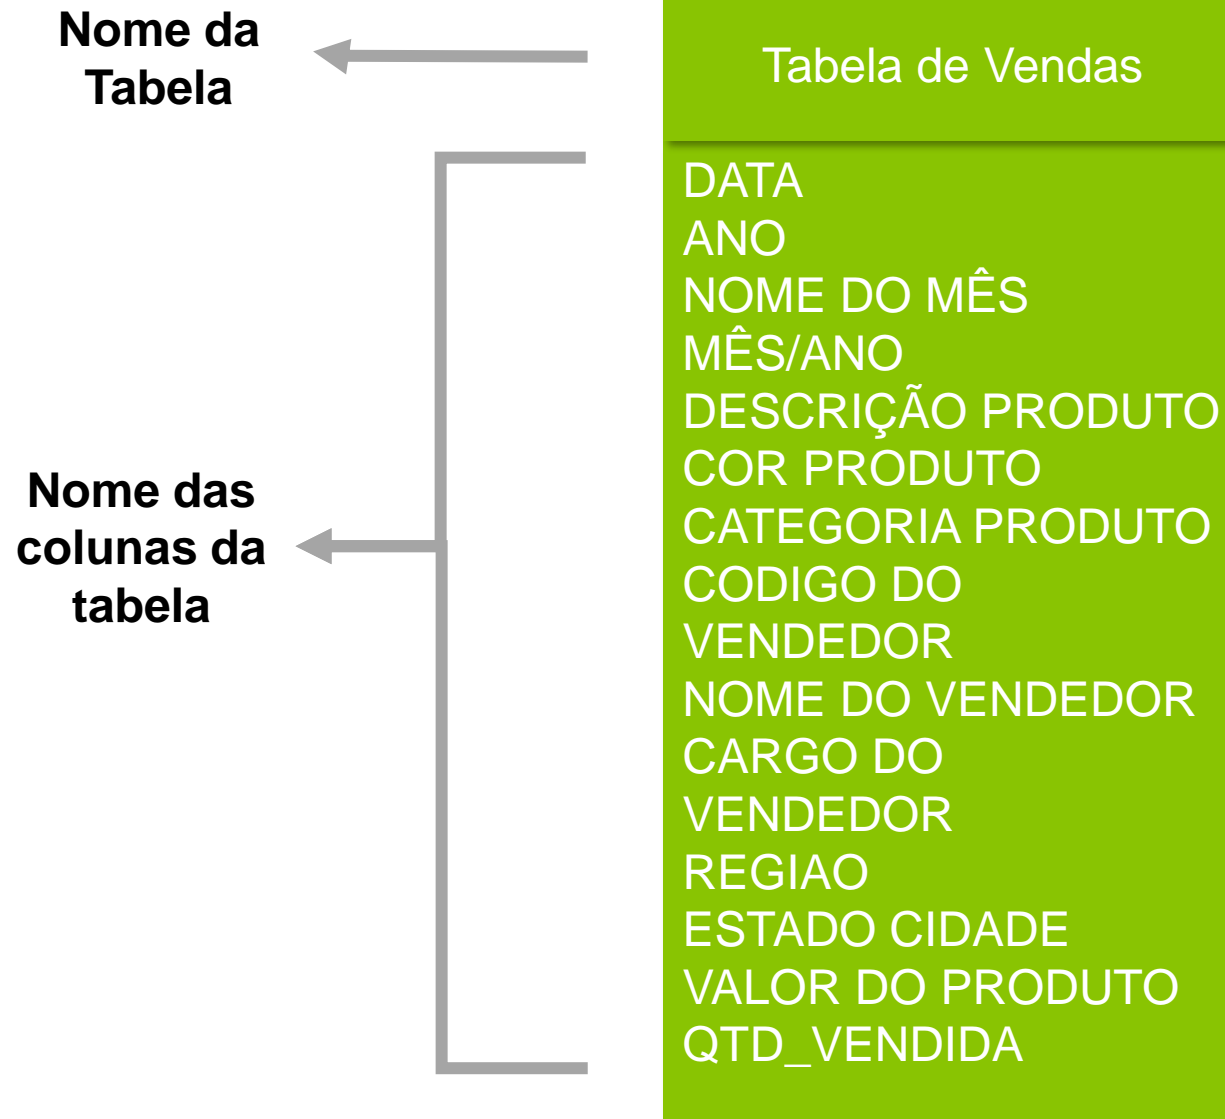 Nome da
Tabela
Tabela de Vendas
Nome das
colunas da
tabela
DATA
ANO
NOME DO MÊS
MÊS/ANO
DESCRIÇÃO PRODUTO
COR PRODUTO
CATEGORIA PRODUTO
CODIGO DO
VENDEDOR
NOME DO VENDEDOR
CARGO DO
VENDEDOR
REGIAO
ESTADO CIDADE
VALOR DO PRODUTO
QTD_VENDIDA